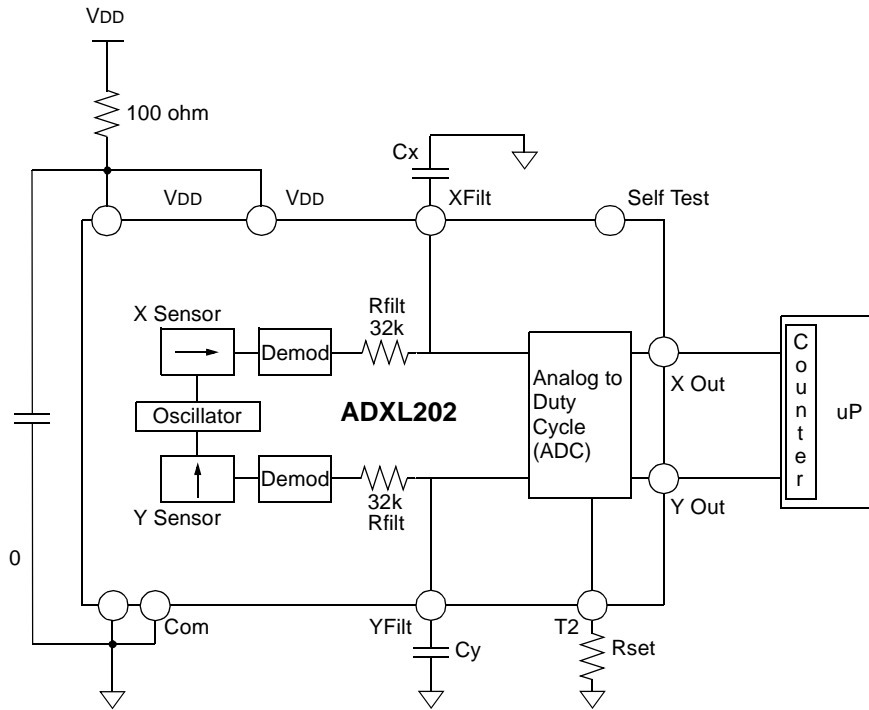 VDD
100 ohm
Cx
VDD
VDD
XFilt
Self Test
X Sensor
Rfilt
32k
Demod
Analog to
Duty
Cycle
(ADC)
X Out
Counter
uP
Oscillator
ADXL202
Demod
32k
Rfilt
Y Sensor
Y Out
0
Com
YFilt
T2
Cy
Rset